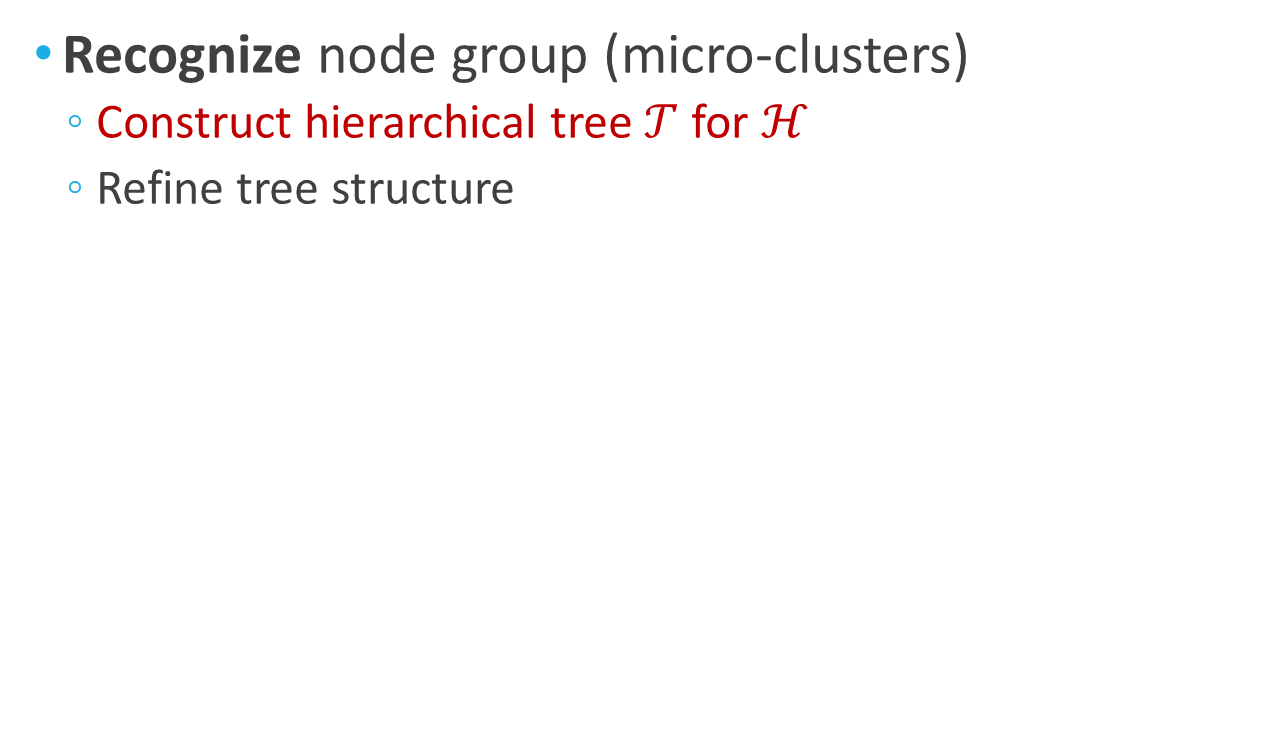 • Recognize node group (micro-clusters)
◦ Construct hierarchical tree 𝒯 for ℋ
◦ Refine tree structure